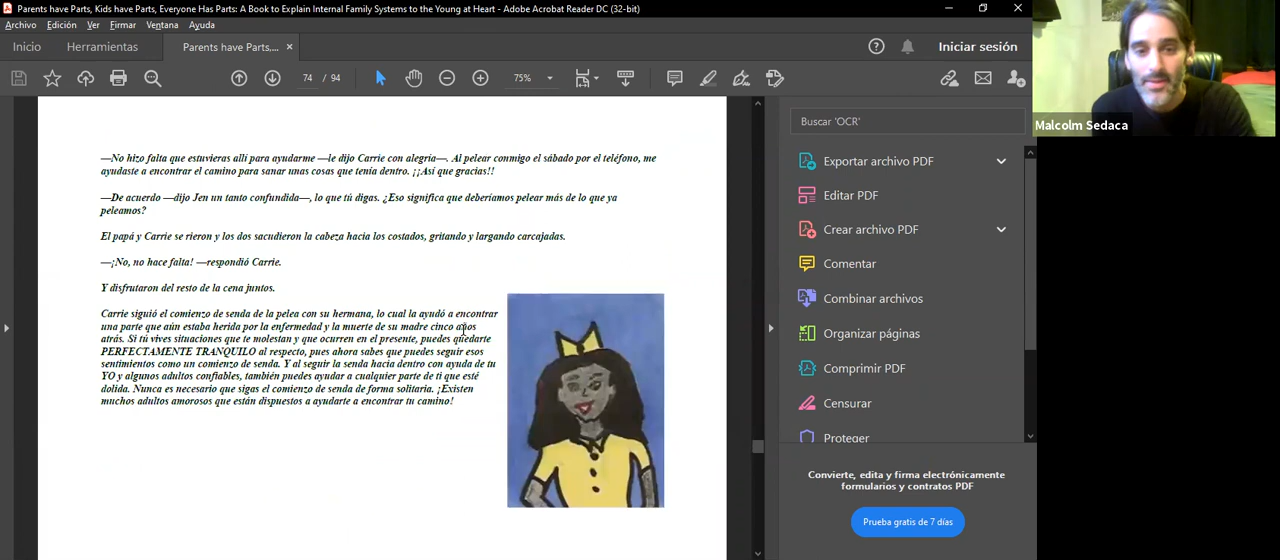 Parents have Parts, Kids have Parts, Everyone Has Parts: A Book to Explain Internal Family Systems to the Young at Heart - Adobe Acrobat Reader DC (32-bit)
Archivo Edición Ver Firmar Ventana Ayuda
Inicio Herramientas Parents have Parts,... × Iniciar sesión
74 / 94 75%
Malcolm Sedaca
—No hizo falta que estuvieras allí para ayudarme —le dijo Carrie con alegría—. Al pelear conmigo el sábado por el teléfono, me
ayudaste a encontrar el camino para sanar unas cosas que tenía dentro. ¡¡Así que gracias!!
—De acuerdo —dijo Jen un tanto confundida—, lo que tú digas. ¿Eso significa que deberíamos pelear más de lo que ya
peleamos?
El papá y Carrie se rieron y los dos sacudieron la cabeza hacia los costados, gritando y largando carcajadas.
—¡No, no hace falta! —respondió Carrie.
Y disfrutaron del resto de la cena juntos.
Carrie siguió el comienzo de senda de la pelea con su hermana, lo cual la ayudó a encontrar
una parte que aún estaba herida por la enfermedad y la muerte de su madre cinco años
atrás. Si tú vives situaciones que te molestan y que ocurren en el presente, puedes quedarte
PERFECTAMENTE TRANQUILO al respecto, pues ahora sabes que puedes seguir esos
sentimientos como un comienzo de senda. Y al seguir la senda hacia dentro con ayuda de tu
YO y algunos adultos confiables, también puedes ayudar a cualquier parte de ti que esté
dolida. Nunca es necesario que sigas el comienzo de senda de forma solitaria. ¡Existen
muchos adultos amorosos que están dispuestos a ayudarte a encontrar tu camino!
Buscar 'OCR'
Exportar archivo PDF
Editar PDF
Crear archivo PDF
Comentar
Combinar archivos
Organizar páginas
Comprimir PDF
Censurar
Proteger
Convierte, edita y firma electrónicamente
formularios y contratos PDF
Prueba gratis de 7 días